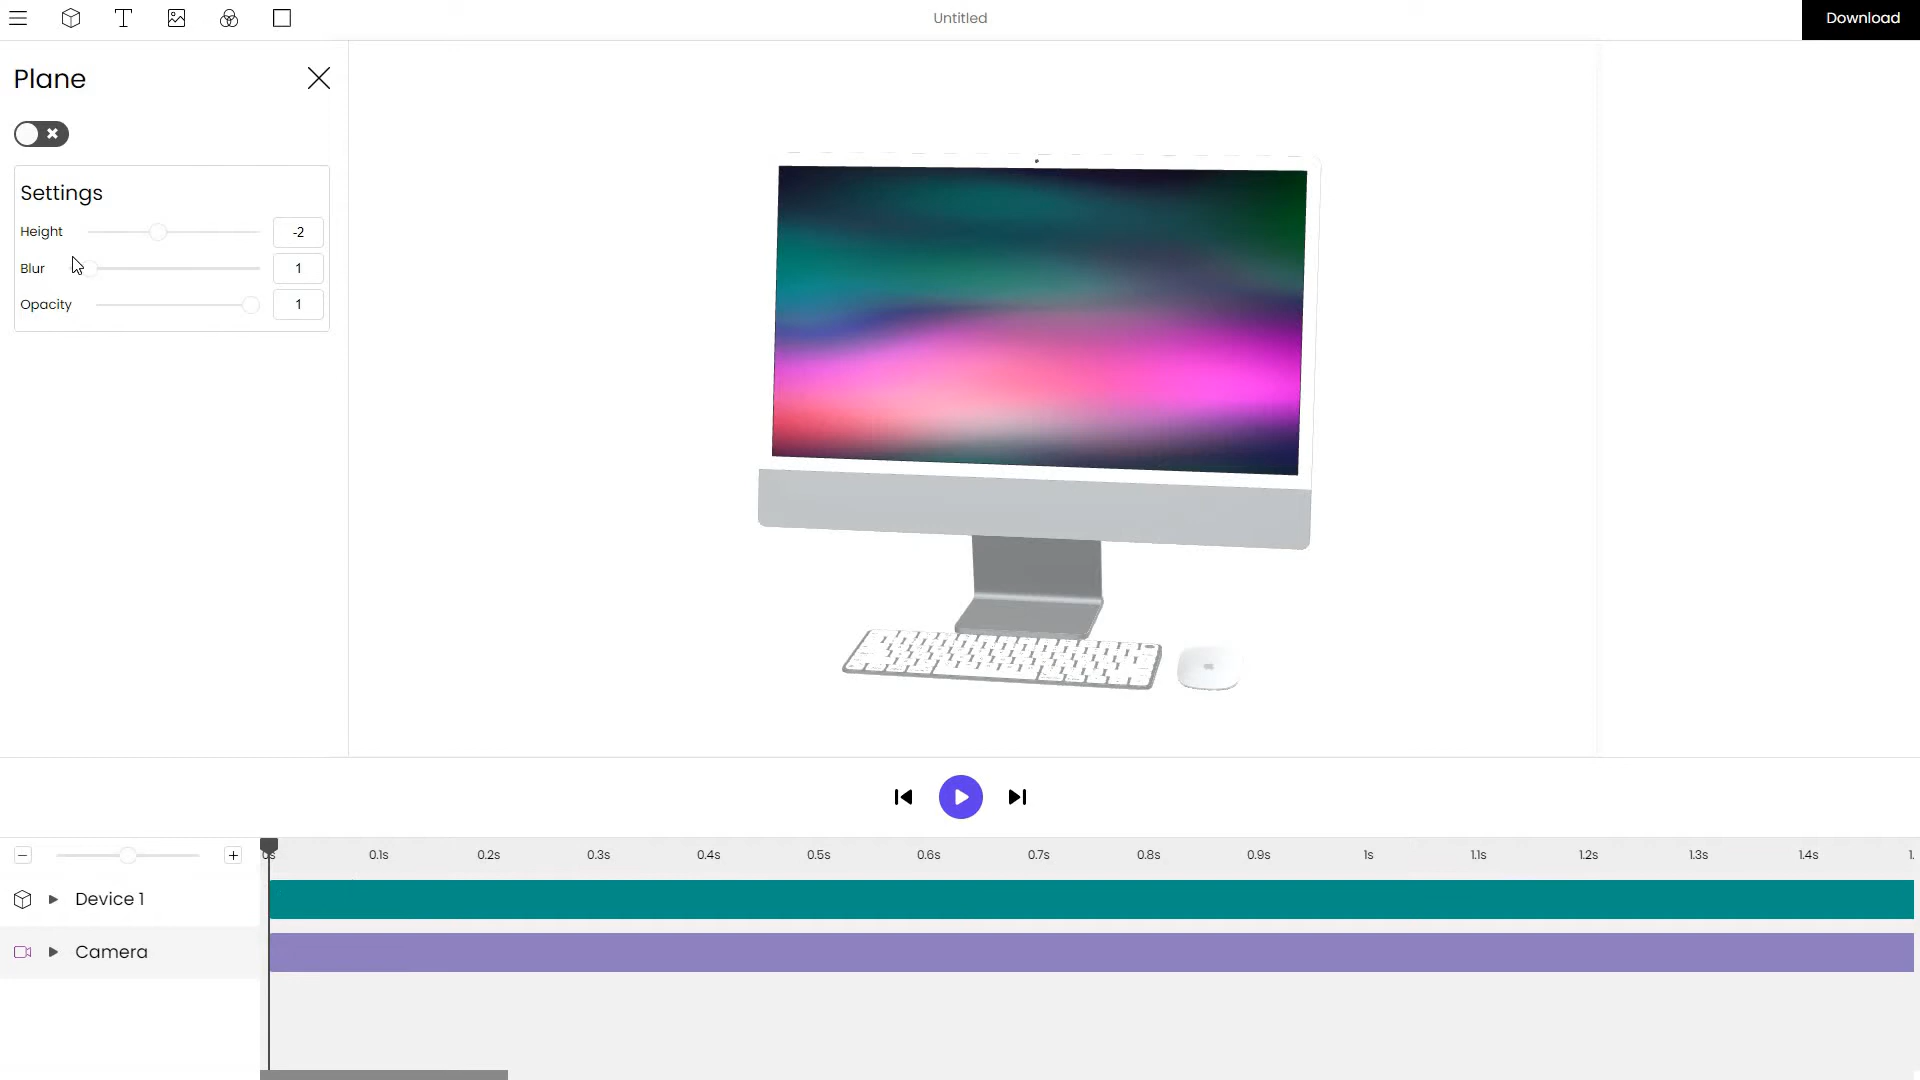 Untitled
Download
Plane
Settings
Height
-2
Blur
1
Opacity
1
0s 0.1s 0.2s 0.3s 0.4s 0.5s 0.6s 0.7s 0.8s 0.9s 1s 1.1s 1.2s 1.3s 1.4s 1.
Device 1
Camera